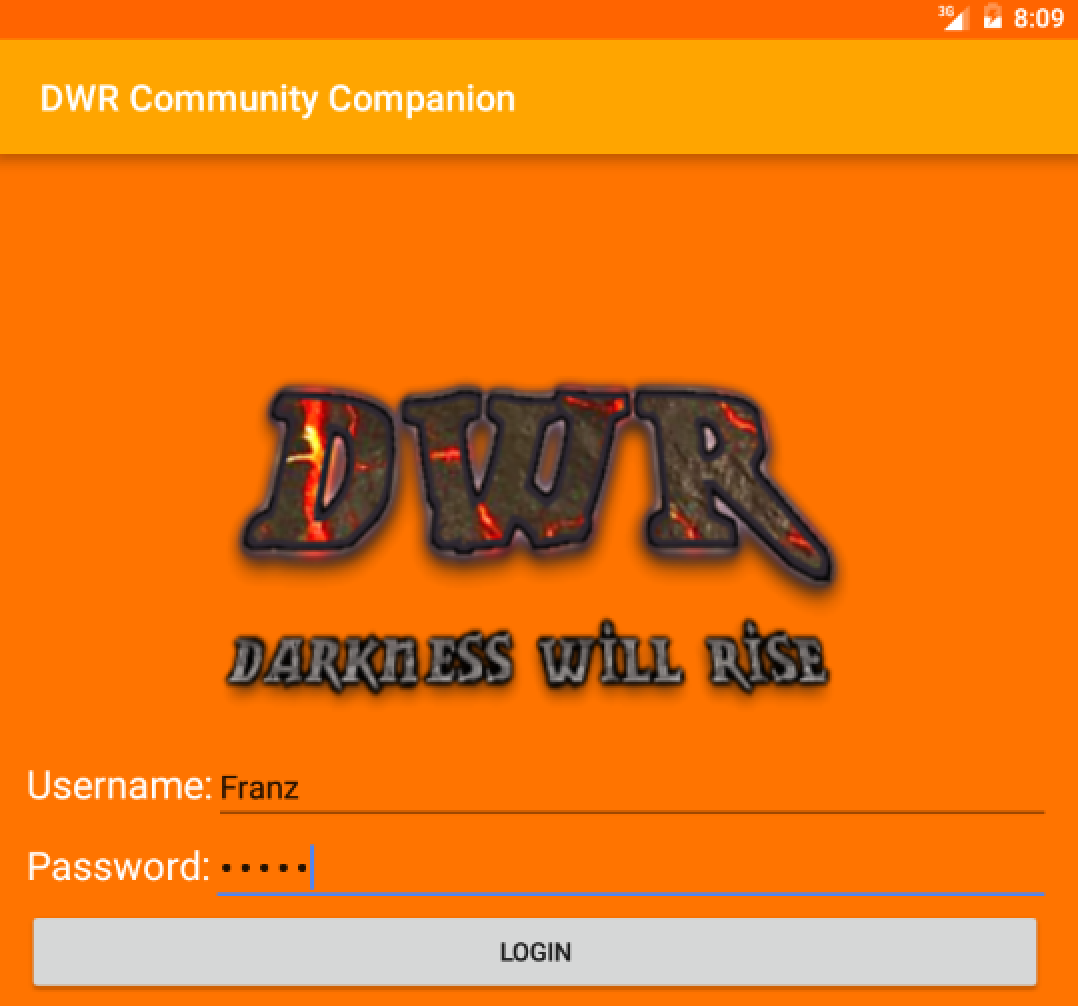 3G 8:09
DWR Community Companion
DWR
DARKNESS WILL RISE
Username: Franz
Password: •••••
LOGIN